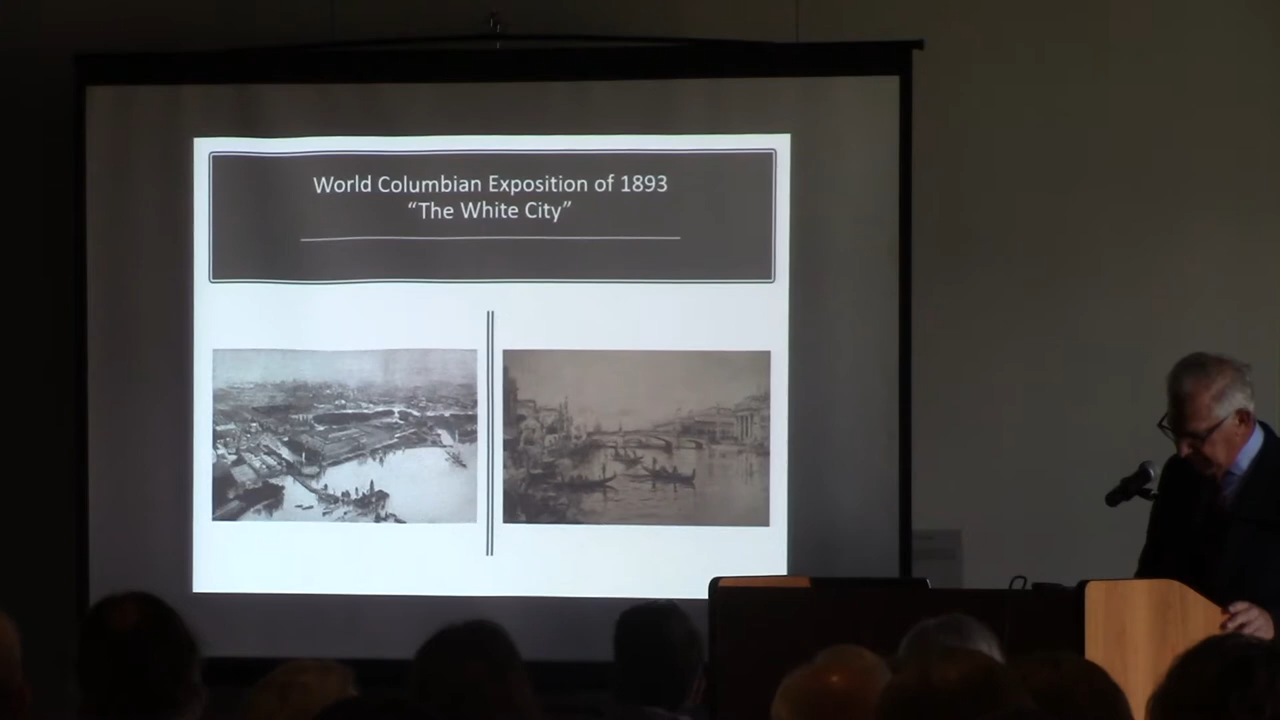 World Columbian Exposition of 1893
“The White City”